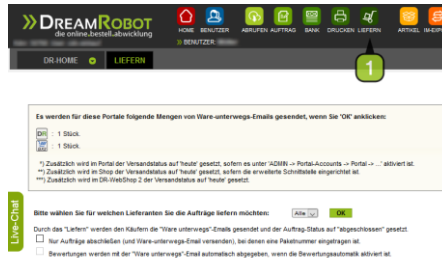 DREAMROBOT
die online.bestell.abwicklung
HOME BENUTZER ABRUFEN AUFTRAG BANK DRUCKEN LIEFERN ARTIKEL
BENUTZER:
DR-HOME LIEFERN
1
Es werden für diese Portale folgende Mengen von Ware-unterwegs-Emails gesendet, wenn Sie 'OK' anklicken:
DR : 1 Stück.
: 1 Stück.
*) Zusätzlich wird im Portal der Versandstatus auf 'heute' gesetzt, sofern es unter 'ADMIN -> Portal-Accounts -> Portal -> ...' aktiviert ist.
**) Zusätzlich wird im Shop der Versandstatus auf 'heute' gesetzt, sofern die erweiterte Schnittstelle eingerichtet ist.
***) Zusätzlich wird im DR-WebShop 2 der Versandstatus auf 'heute' gesetzt.
Live-Chat
Bitte wählen Sie für welchen Lieferanten Sie die Aufträge liefern möchten: Alle OK
Durch das "Liefern" werden den Käufern die "Ware unterwegs"-Emails gesendet und der Auftrag-Status auf "abgeschlossen" gesetzt.
Nur Aufträge abschließen (und Ware-unterwegs-Email versenden), bei denen eine Paketnummer eingetragen ist.
Bewertungen werden mit der "Ware unterwegs"-Email automatisch abgegeben, wenn die Bewertungsautomatik aktiviert ist.